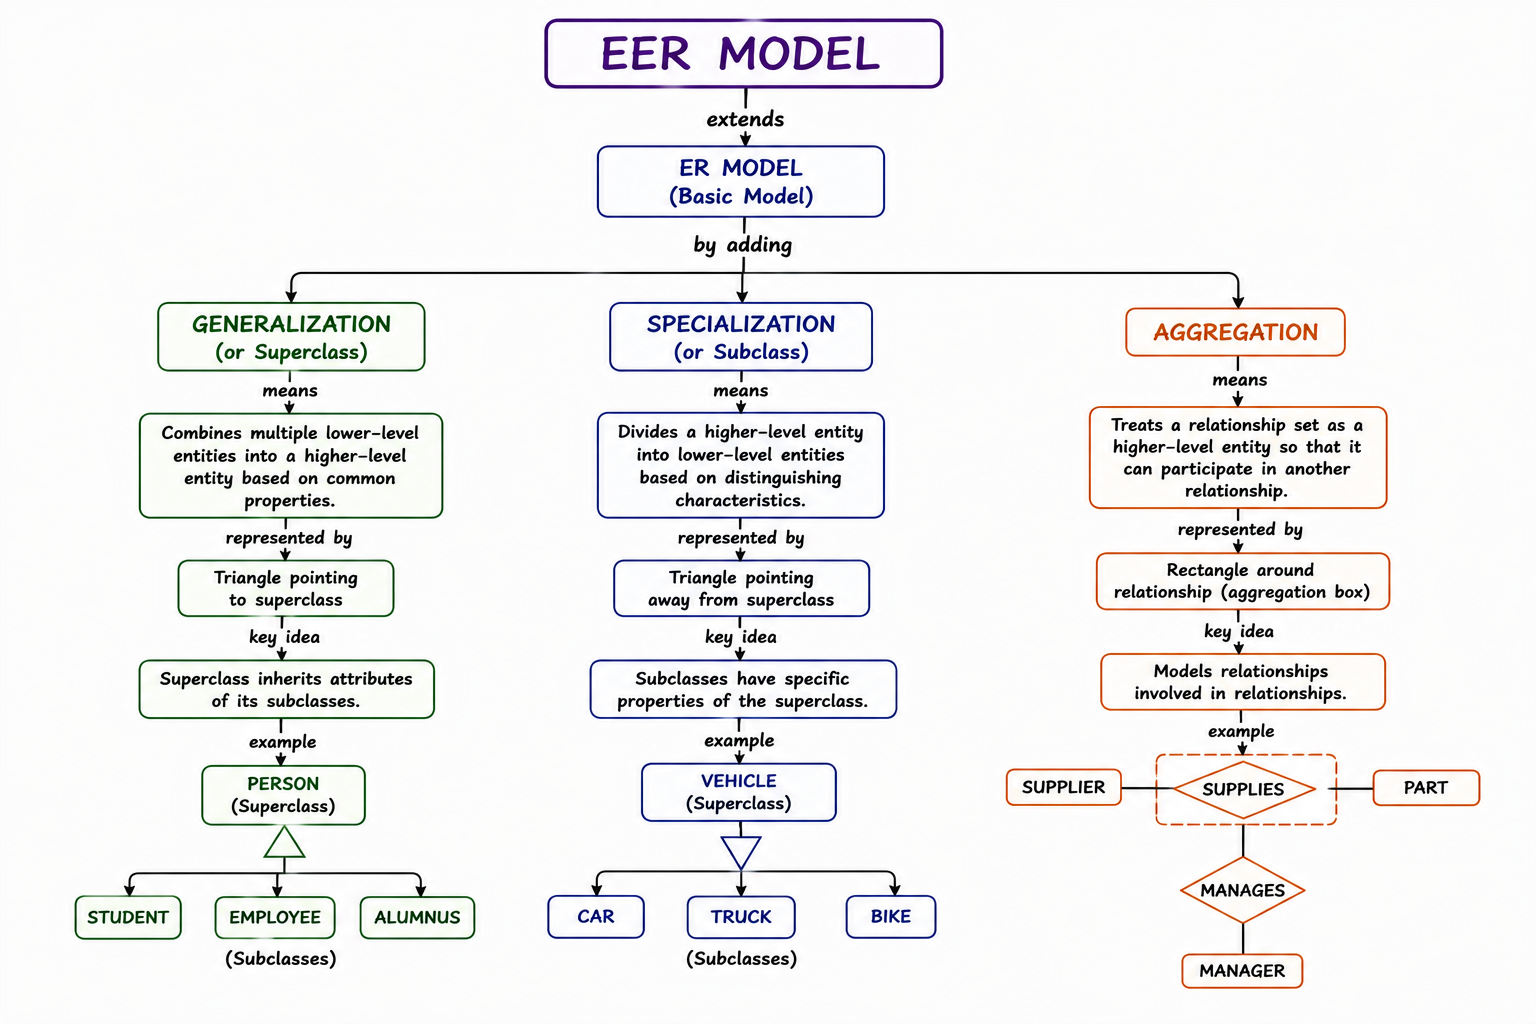 EER MODEL
extends
ER MODEL
(Basic Model)
by adding
GENERALIZATION
(or Superclass)
means
Combines multiple lower-level
entities into a higher-level
entity based on common
properties.
represented by
Triangle pointing
to superclass
key idea
Superclass inherits attributes
of its subclasses.
example
PERSON
(Superclass)
STUDENT
EMPLOYEE
ALUMNUS
(Subclasses)
SPECIALIZATION
(or Subclass)
means
Divides a higher-level entity
into lower-level entities
based on distinguishing
characteristics.
represented by
Triangle pointing
away from superclass
key idea
Subclasses have specific
properties of the superclass.
example
VEHICLE
(Superclass)
CAR
TRUCK
BIKE
(Subclasses)
AGGREGATION
means
Treats a relationship set as a
higher-level entity so that it
can participate in another
relationship.
represented by
Rectangle around
relationship (aggregation box)
key idea
Models relationships
involved in relationships.
example
SUPPLIER
SUPPLIES
PART
MANAGES
MANAGER